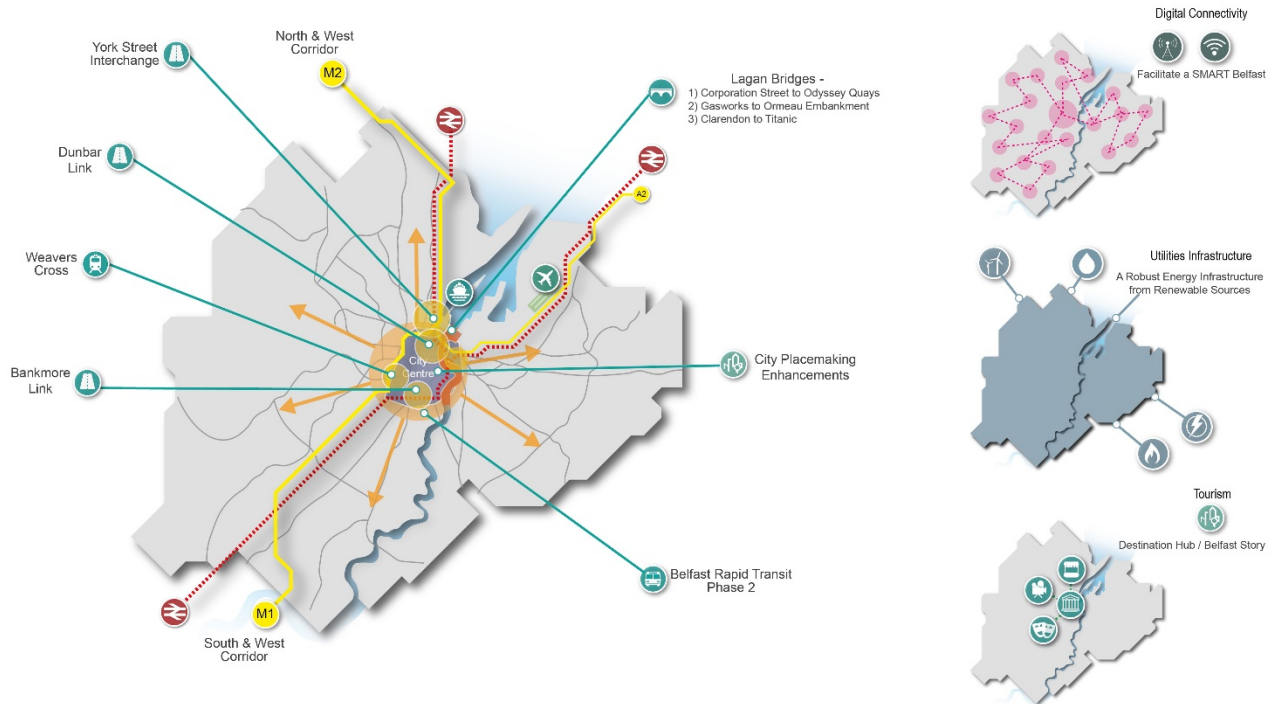 York Street
Interchange
North & West
Corridor
M2
Lagan Bridges -
1) Corporation Street to Odyssey Quays
2) Gasworks to Ormeau Embankment
3) Clarendon to Titanic
Dunbar
Link
A2
Weavers
Cross
City
Centre
Bankmore
Link
City Placemaking
Enhancements
Belfast Rapid Transit
Phase 2
M1
South & West
Corridor
Digital Connectivity
Facilitate a SMART Belfast
Utilities Infrastructure
A Robust Energy Infrastructure
from Renewable Sources
Tourism
Destination Hub / Belfast Story